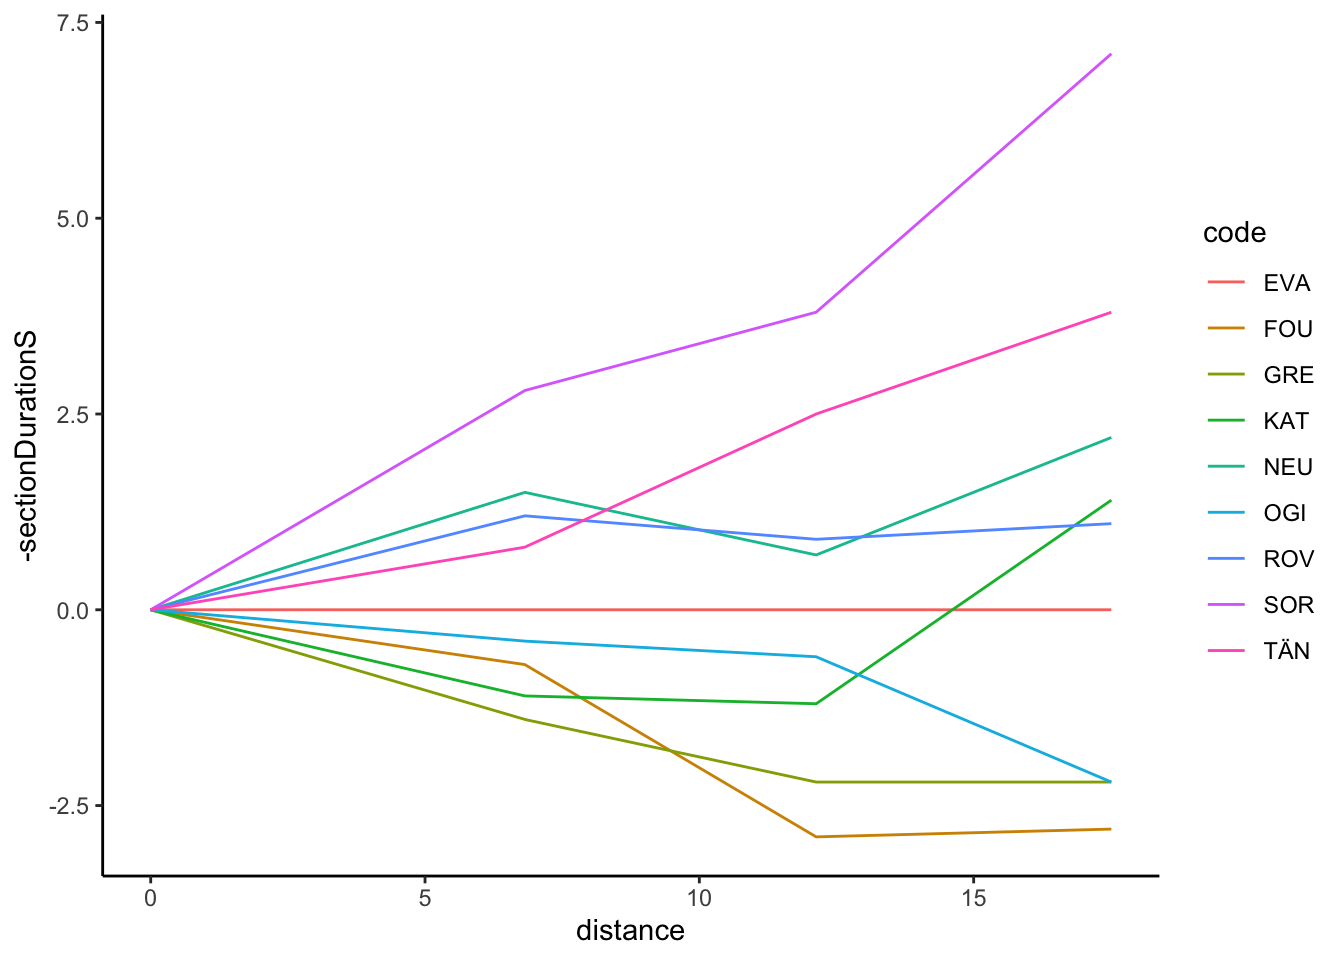 7.5
5.0
2.5
0.0
-2.5
-sectionDurationS
0 5 10 15
distance
code
EVA
FOU
GRE
KAT
NEU
OGI
ROV
SOR
TÄN